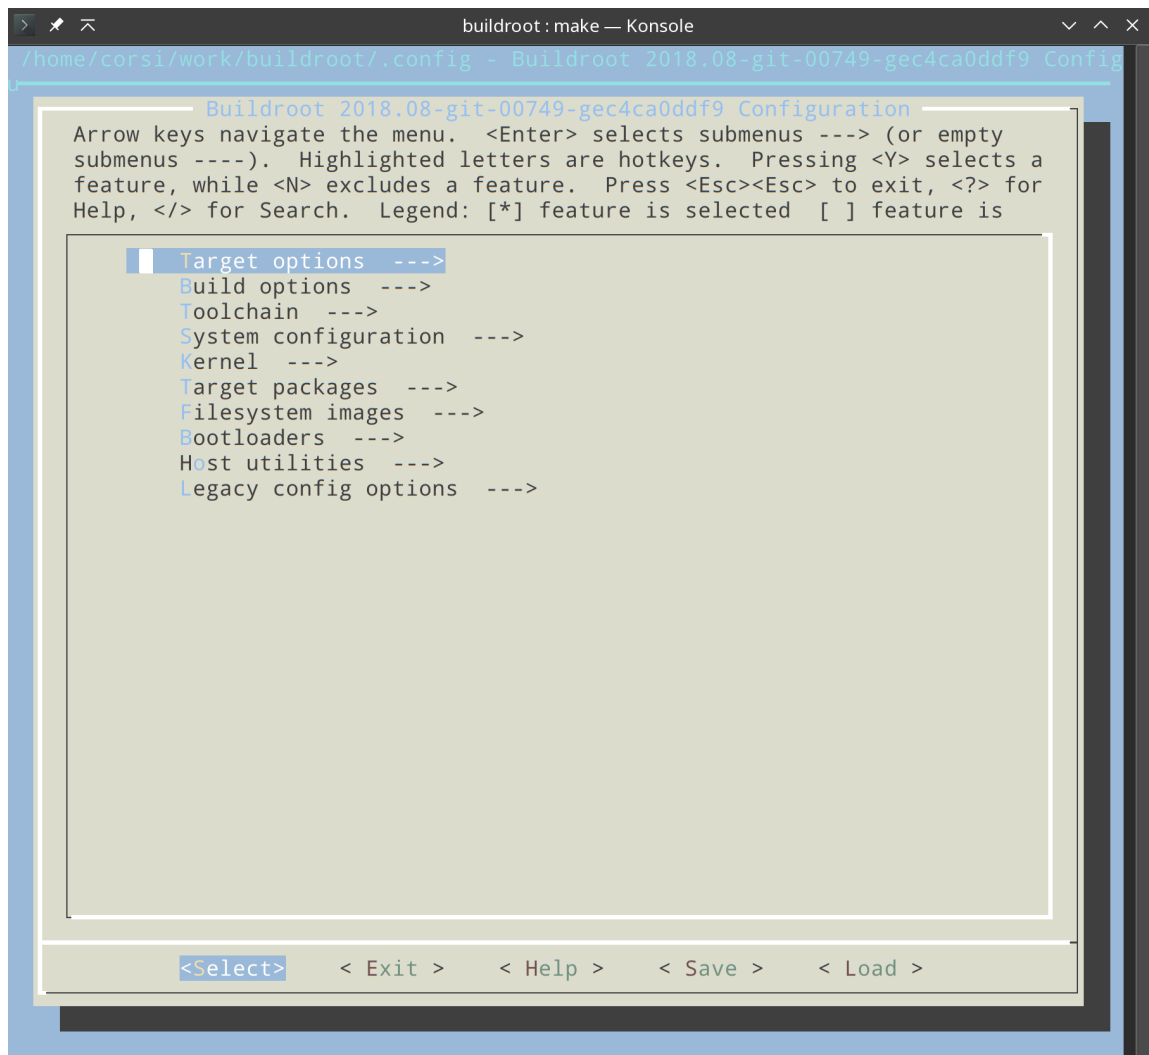 buildroot : make — Konsole
/home/corsi/work/buildroot/.config - Buildroot 2018.08-git-00749-gec4ca0ddf9 Config
u
Buildroot 2018.08-git-00749-gec4ca0ddf9 Configuration
Arrow keys navigate the menu.  <Enter> selects submenus ---> (or empty
submenus ----).  Highlighted letters are hotkeys.  Pressing <Y> selects a
feature, while <N> excludes a feature.  Press <Esc><Esc> to exit, <?> for
Help, </> for Search.  Legend: [*] feature is selected  [ ] feature is
Target options  --->
Build options  --->
Toolchain  --->
System configuration  --->
Kernel  --->
Target packages  --->
Filesystem images  --->
Bootloaders  --->
Host utilities  --->
Legacy config options  --->
<Select>    < Exit >    < Help >    < Save >    < Load >